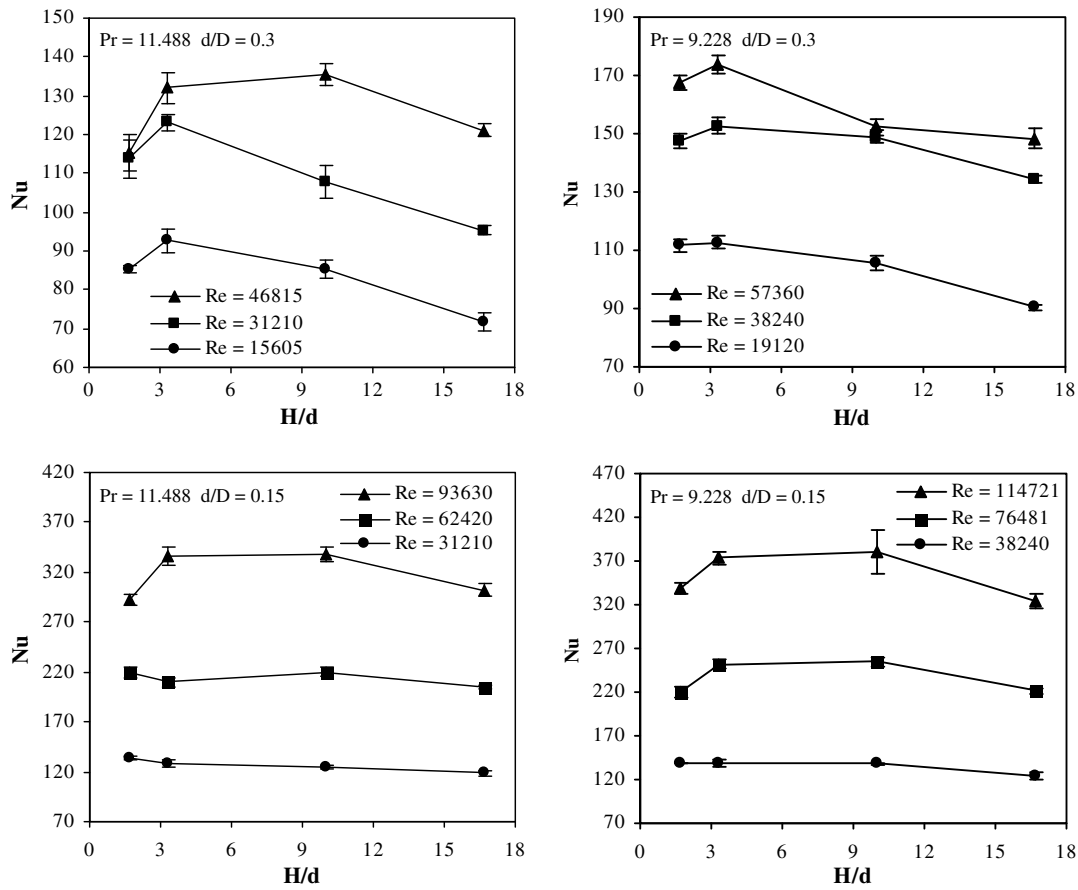 Pr = 11.488 d/D = 0.3
150
140
130
120
110
100
90
80
70
60
Nu
Re = 46815
Re = 31210
Re = 15605
0 3 6 9 12 15 18
H/d
Pr = 9.228 d/D = 0.3
190
170
150
130
110
90
70
Nu
Re = 57360
Re = 38240
Re = 19120
0 3 6 9 12 15 18
H/d
Pr = 11.488 d/D = 0.15
420
370
320
270
220
170
120
70
Nu
Re = 93630
Re = 62420
Re = 31210
0 3 6 9 12 15 18
H/d
Pr = 9.228 d/D = 0.15
470
420
370
320
270
220
170
120
70
Nu
Re = 114721
Re = 76481
Re = 38240
0 3 6 9 12 15 18
H/d